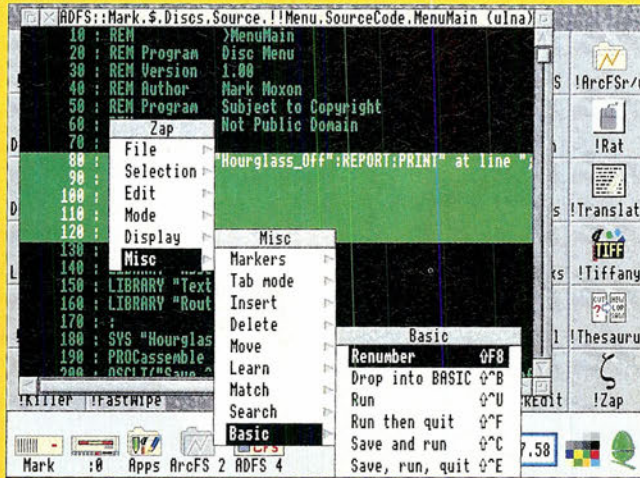 ADFS::Mark.$.Discs.Source.!!Menu.SourceCode.MenuMain (ulna)
10 : REM >MenuMain
20 : REM Program Disc Menu
30 : REM Version 1.00
40 : REM Author Mark Moxon
50 : REM Program Subject to Copyright
60 : Not Public Domain
70 :
80 "Hourglass_Off":REPORT:PRINT" at line ";
90 :
100 :
110 :
120 :
130 :
140 :
150 : LIBRARY "Text
160 : LIBRARY "Rout
170 : :
180 : SYS "Hourglas
190 : PROCassemble
200 : OSCLI("Save
Zap
File
Selection
Edit
Mode
Display
Misc
Misc
Markers
Tab mode
Insert
Delete
Move
Learn
Match
Search
Basic
Basic
Renumber ⇧F8
Drop into BASIC ⇧^B
Run ⇧^U
Run then quit ⇧^F
Save and run ⇧^C
Save, run, quit ⇧^E
!ArcFSr/
!Rat
!Translat
!Tiffany
!Thesauru
!Zap
!Killer
!FastWipe
Mark
:0
Apps
ArcFS 2
ADFS 4
CFS
7.58